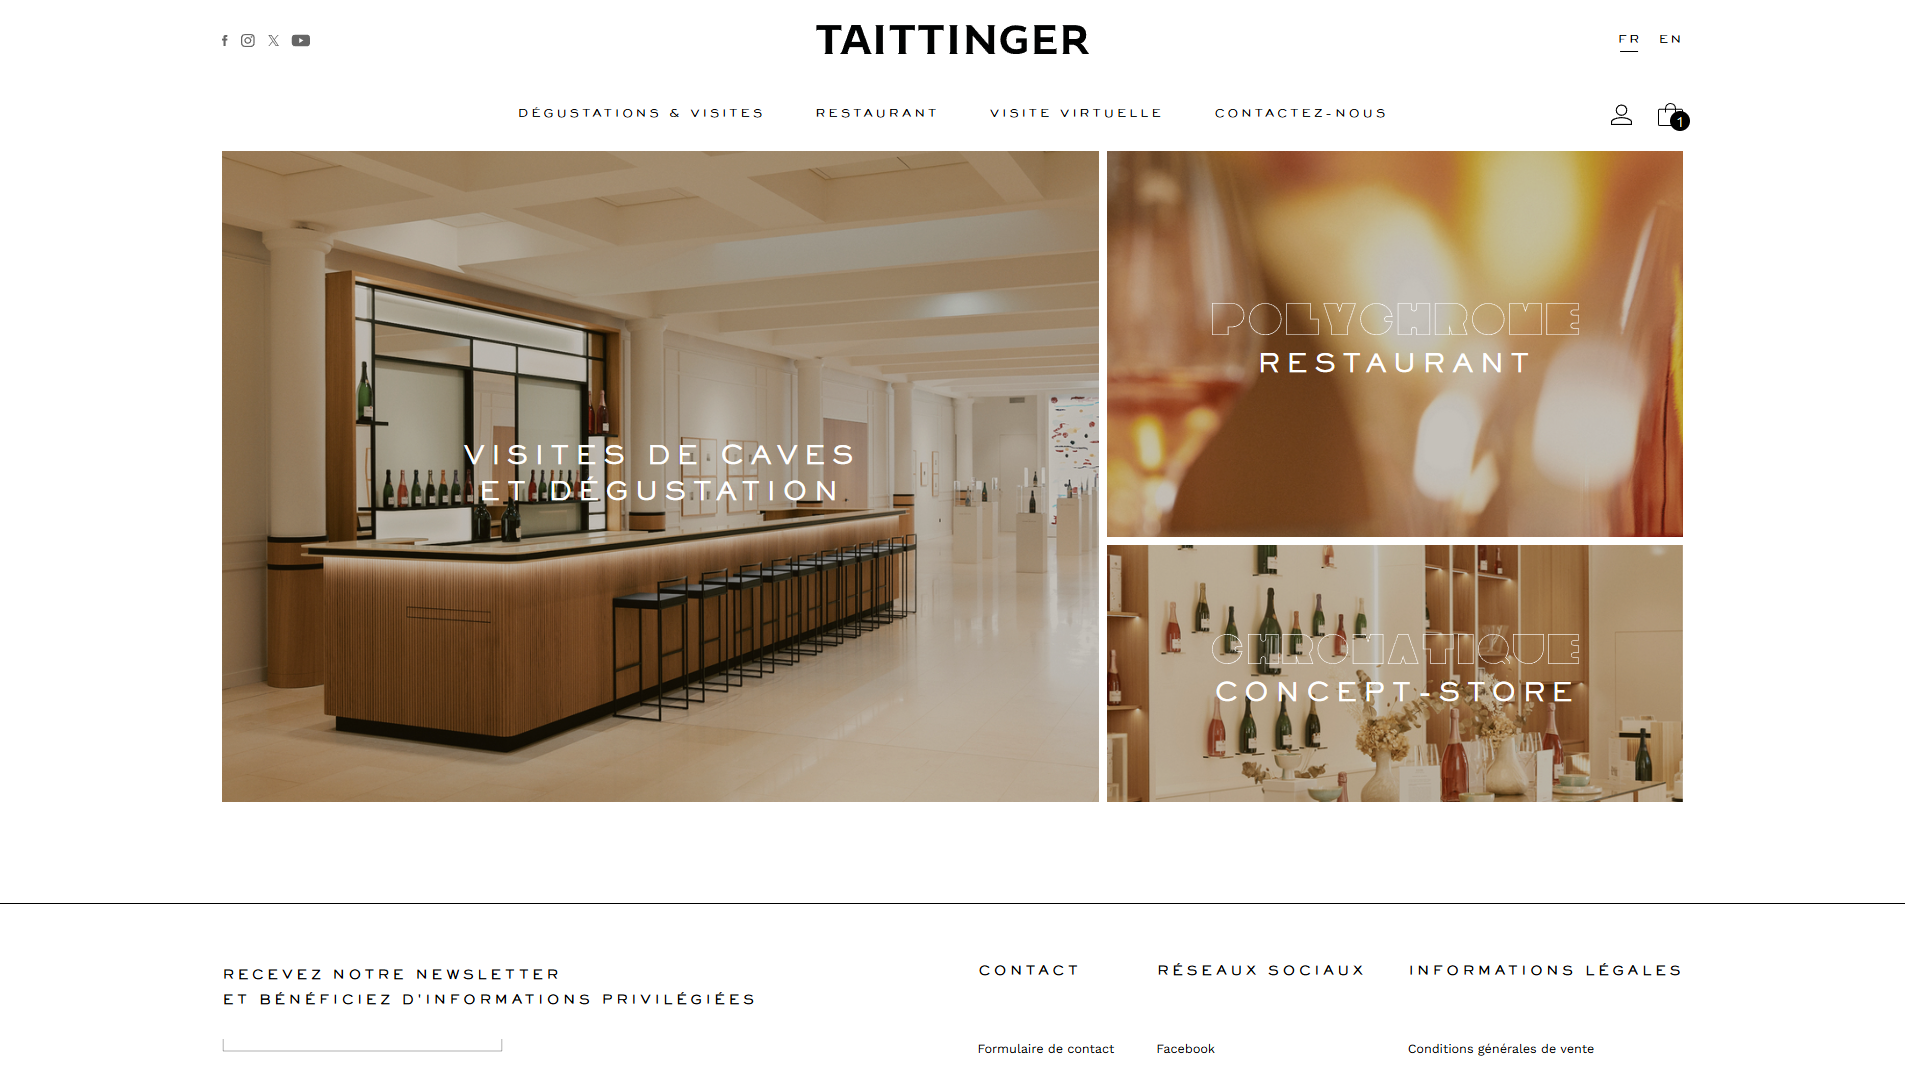 TAITTINGER
FR EN
DÉGUSTATIONS & VISITES RESTAURANT VISITE VIRTUELLE CONTACTEZ-NOUS
1
VISITES DE CAVES
ET DÉGUSTATION
POLYCHROME
RESTAURANT
CHROMATIQUE
CONCEPT-STORE
RECEVEZ NOTRE NEWSLETTER
ET BÉNÉFICIEZ D'INFORMATIONS PRIVILÉGIÉES
CONTACT
Formulaire de contact
RÉSEAUX SOCIAUX
Facebook
INFORMATIONS LÉGALES
Conditions générales de vente